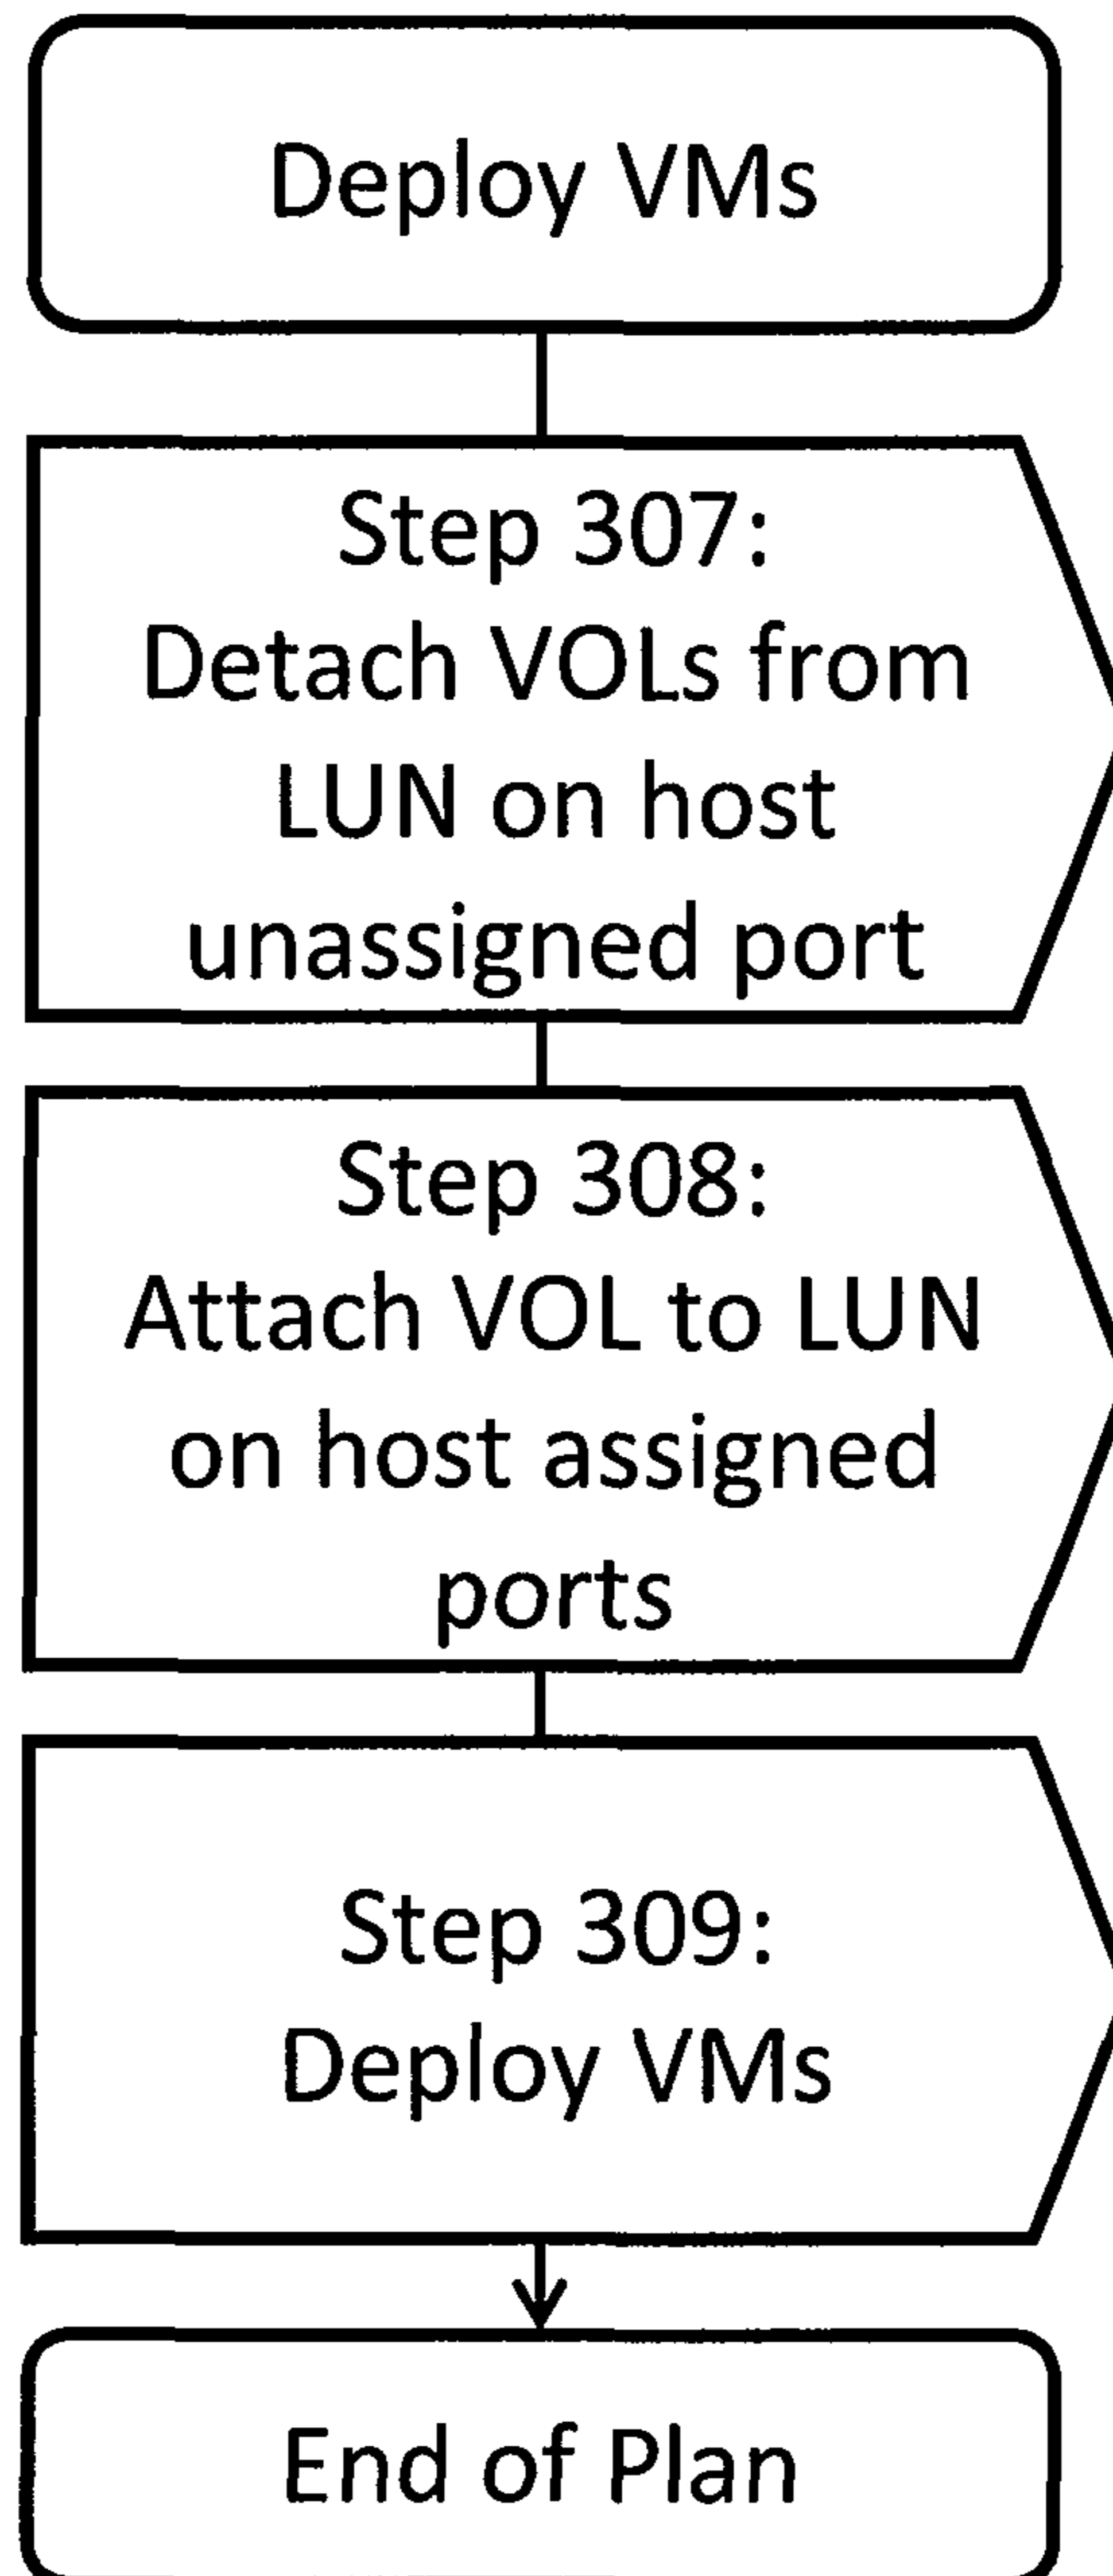 Deploy VMs
Step 307:
Detach VOLs from
LUN on host
unassigned port
Step 308:
Attach VOL to LUN
on host assigned
ports
Step 309:
Deploy VMs
End of Plan